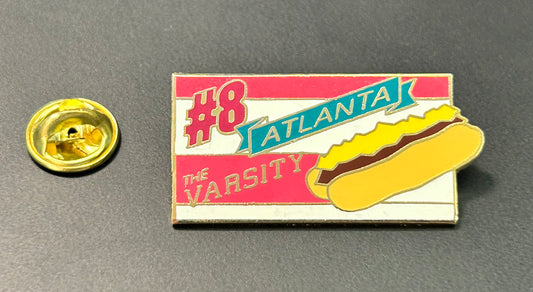 #8
ATLANTA
THE
VARSITY